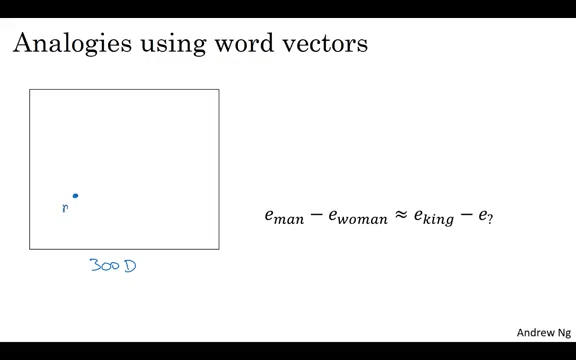 Analogies using word vectors
r
e_man − e_woman ≈ e_king − e_?
300 D
Andrew Ng